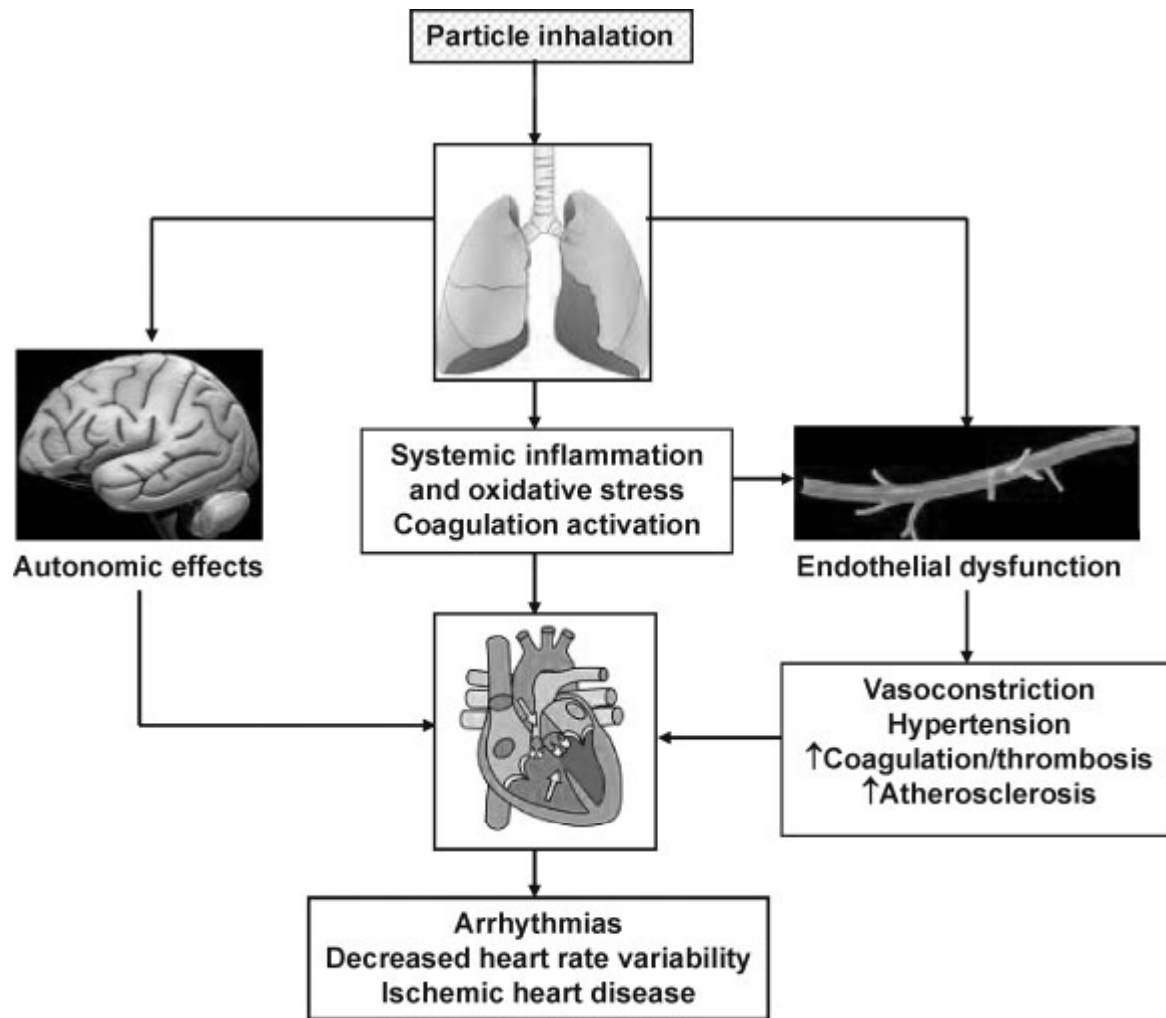 Particle inhalation
Systemic inflammation
and oxidative stress
Coagulation activation
Autonomic effects
Endothelial dysfunction
Vasoconstriction
Hypertension
↑Coagulation/thrombosis
↑Atherosclerosis
Arrhythmias
Decreased heart rate variability
Ischemic heart disease